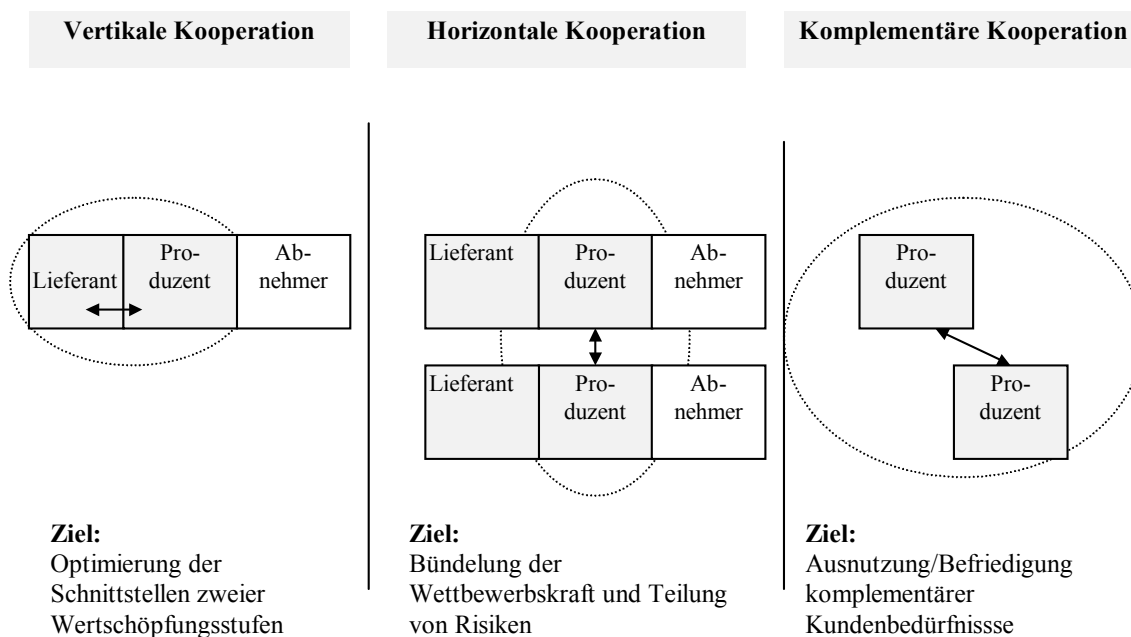 Vertikale Kooperation
Lieferant
Pro-
duzent
Ab-
nehmer
Ziel:
Optimierung der
Schnittstellen zweier
Wertschöpfungsstufen
Horizontale Kooperation
Lieferant
Pro-
duzent
Ab-
nehmer
Lieferant
Pro-
duzent
Ab-
nehmer
Ziel:
Bündelung der
Wettbewerbskraft und Teilung
von Risiken
Komplementäre Kooperation
Pro-
duzent
Pro-
duzent
Ziel:
Ausnutzung/Befriedigung
komplementärer
Kundenbedürfnissse